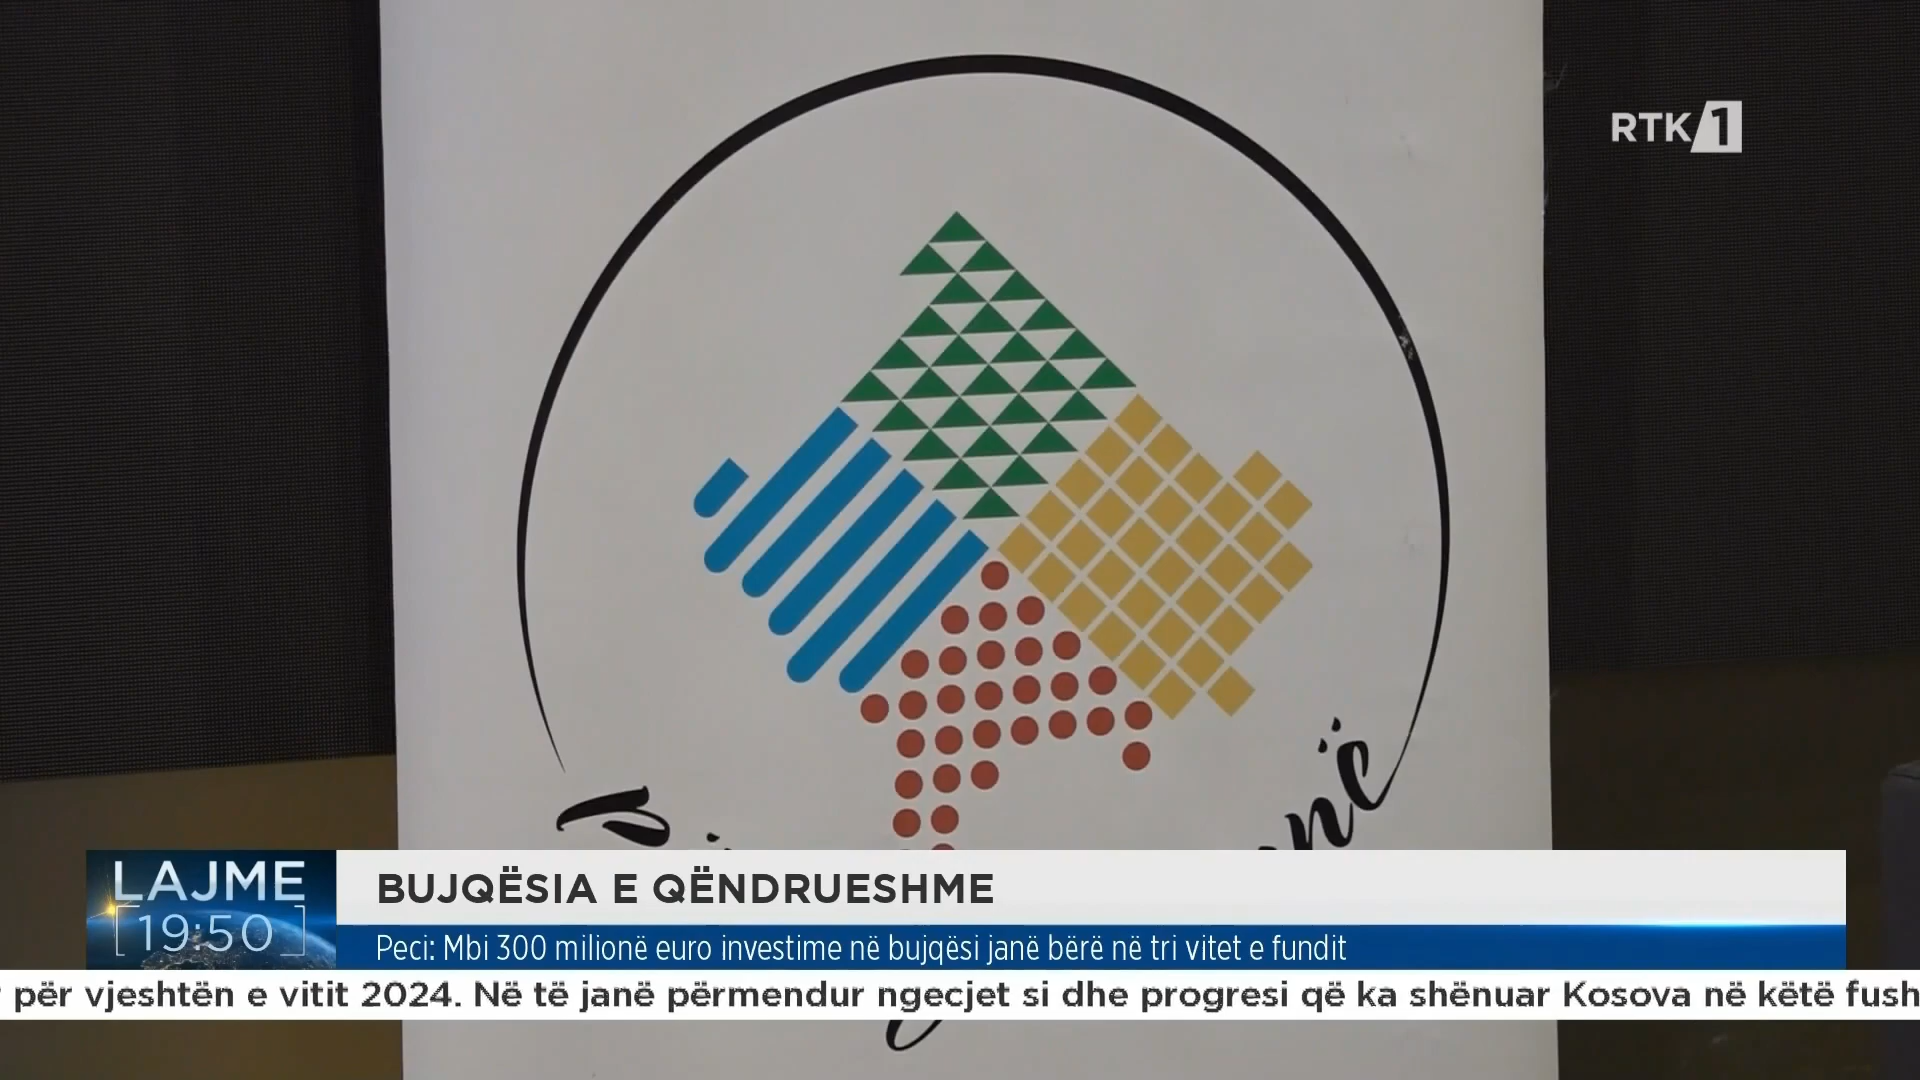 RTK 1
LAJME
19:50
BUJQËSIA E QËNDRUESHME
Peci: Mbi 300 milionë euro investime në bujqësi janë bërë në tri vitet e fundit
për vjeshtën e vitit 2024. Në të janë përmendur ngecjet si dhe progresi që ka shënuar Kosova në këtë fush